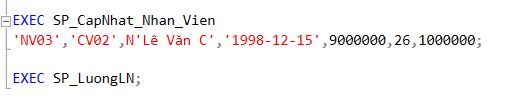 EXEC SP_CapNhat_Nhan_Vien
'NV03','CV02',N'Lê Văn C','1998-12-15',9000000,26,1000000;
EXEC SP_LuongLN;